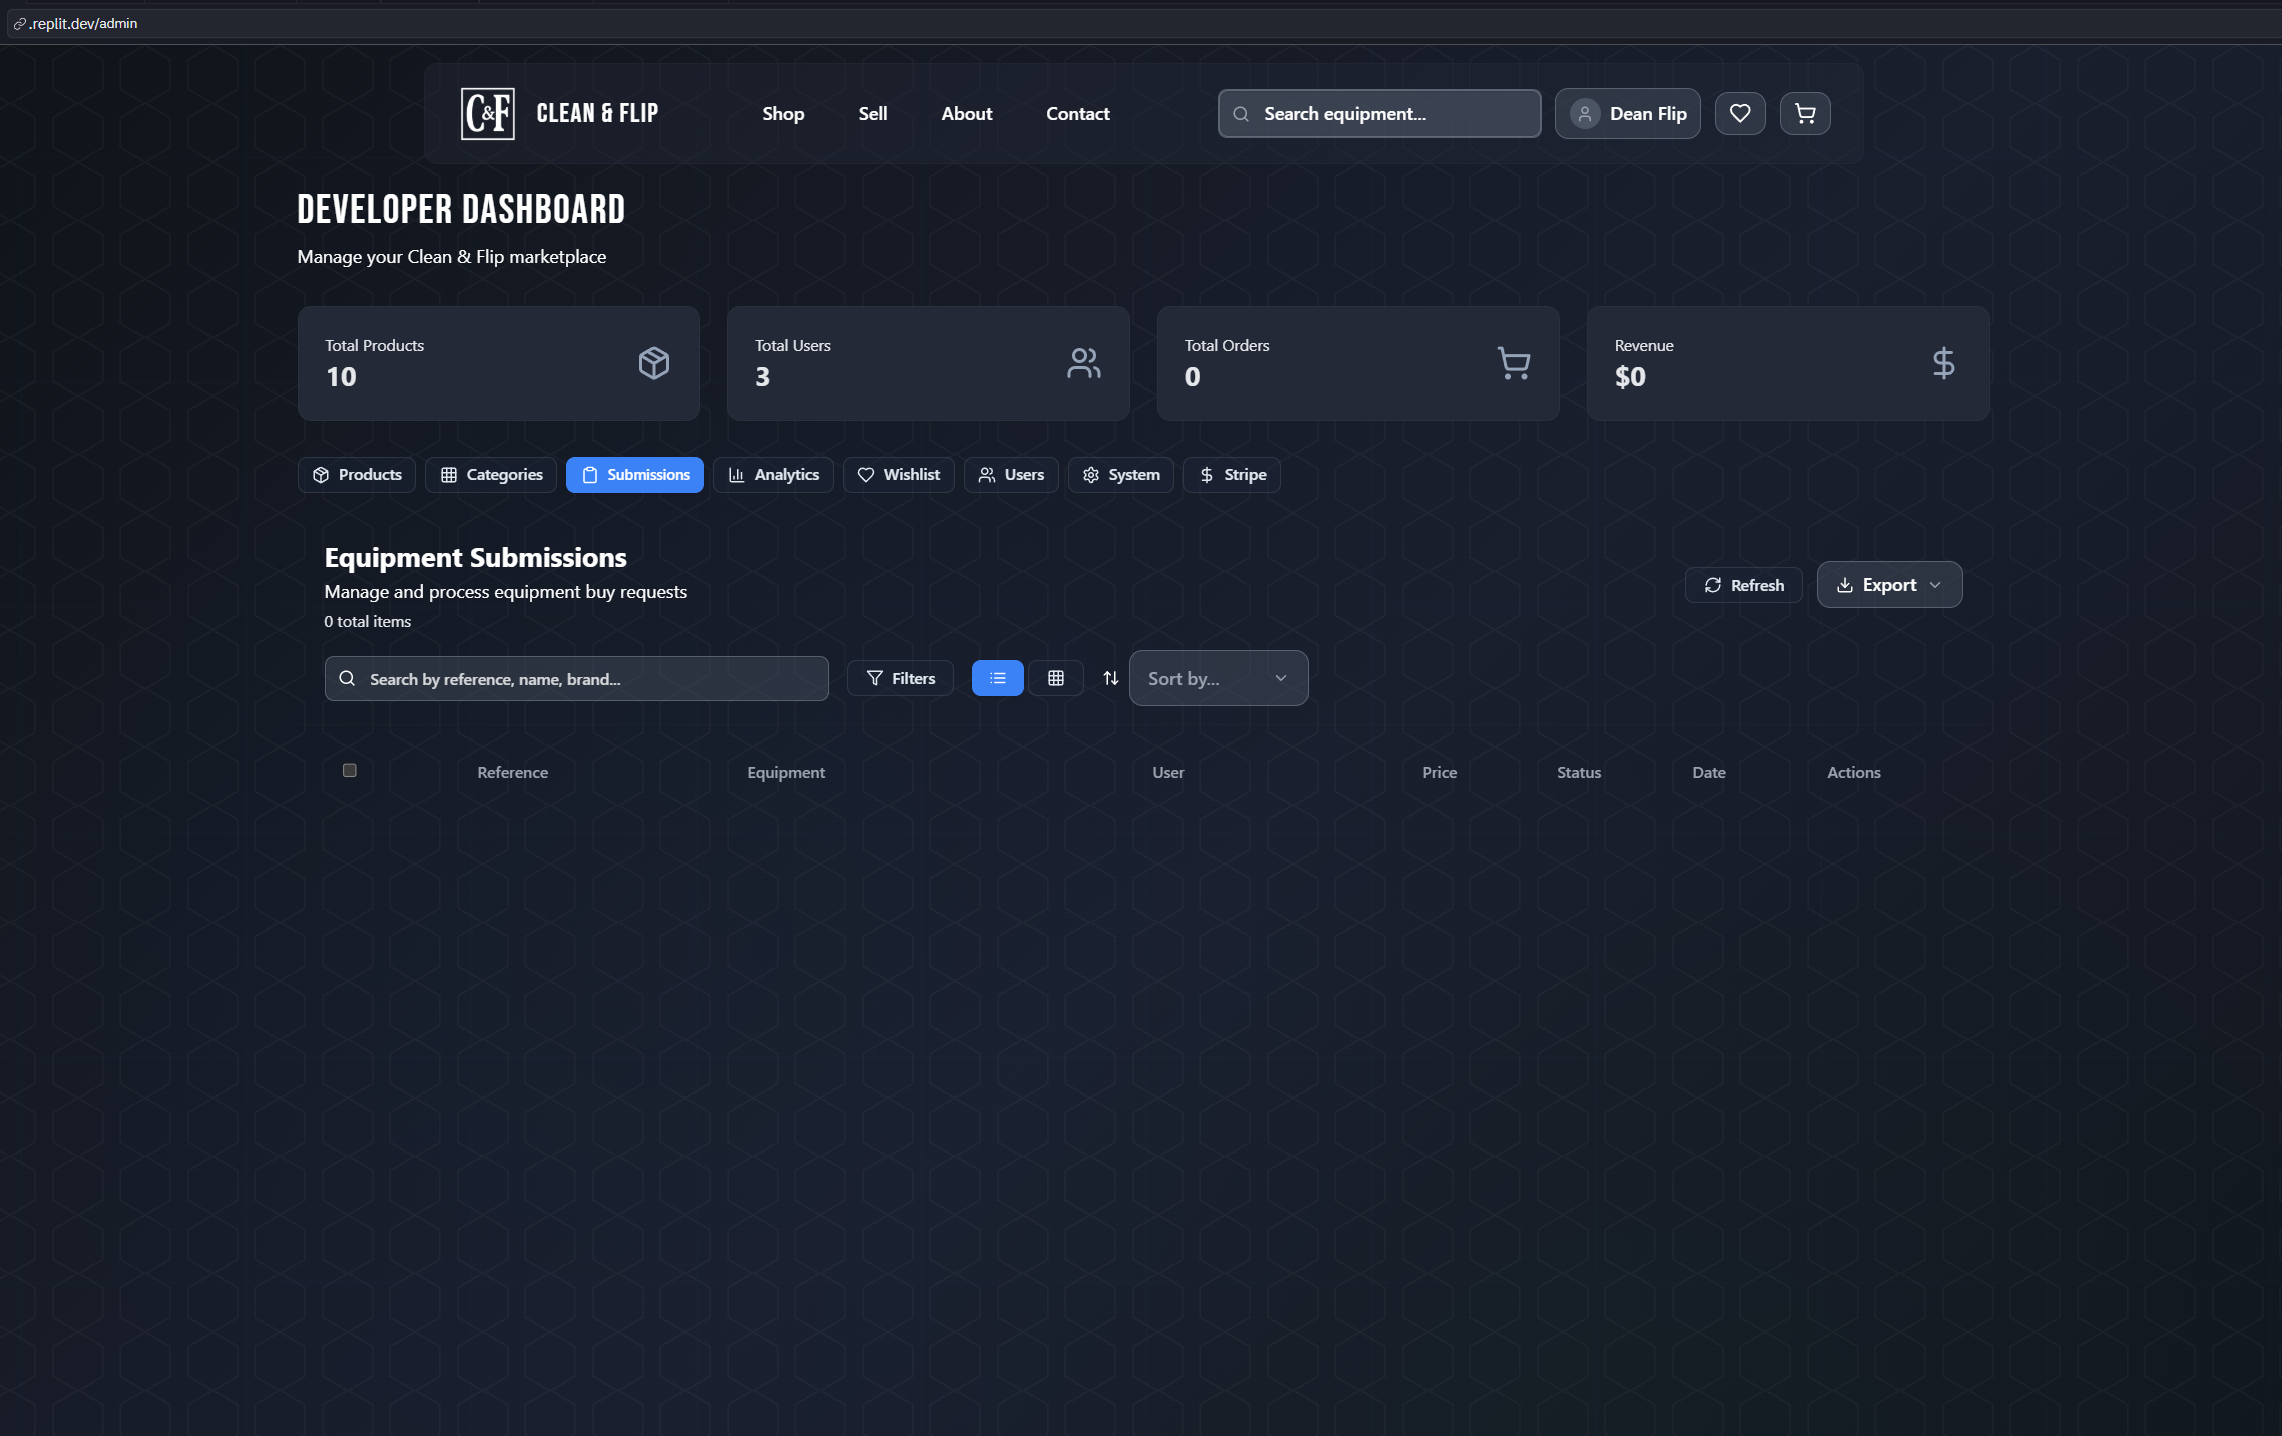 .replit.dev/admin
C&F CLEAN & FLIP Shop Sell About Contact Search equipment... Dean Flip
DEVELOPER DASHBOARD
Manage your Clean & Flip marketplace
Total Products
10
Total Users
3
Total Orders
0
Revenue
$0
Products Categories Submissions Analytics Wishlist Users System Stripe
Equipment Submissions
Manage and process equipment buy requests
0 total items
Refresh Export
Search by reference, name, brand... Filters Sort by...
Reference Equipment User Price Status Date Actions